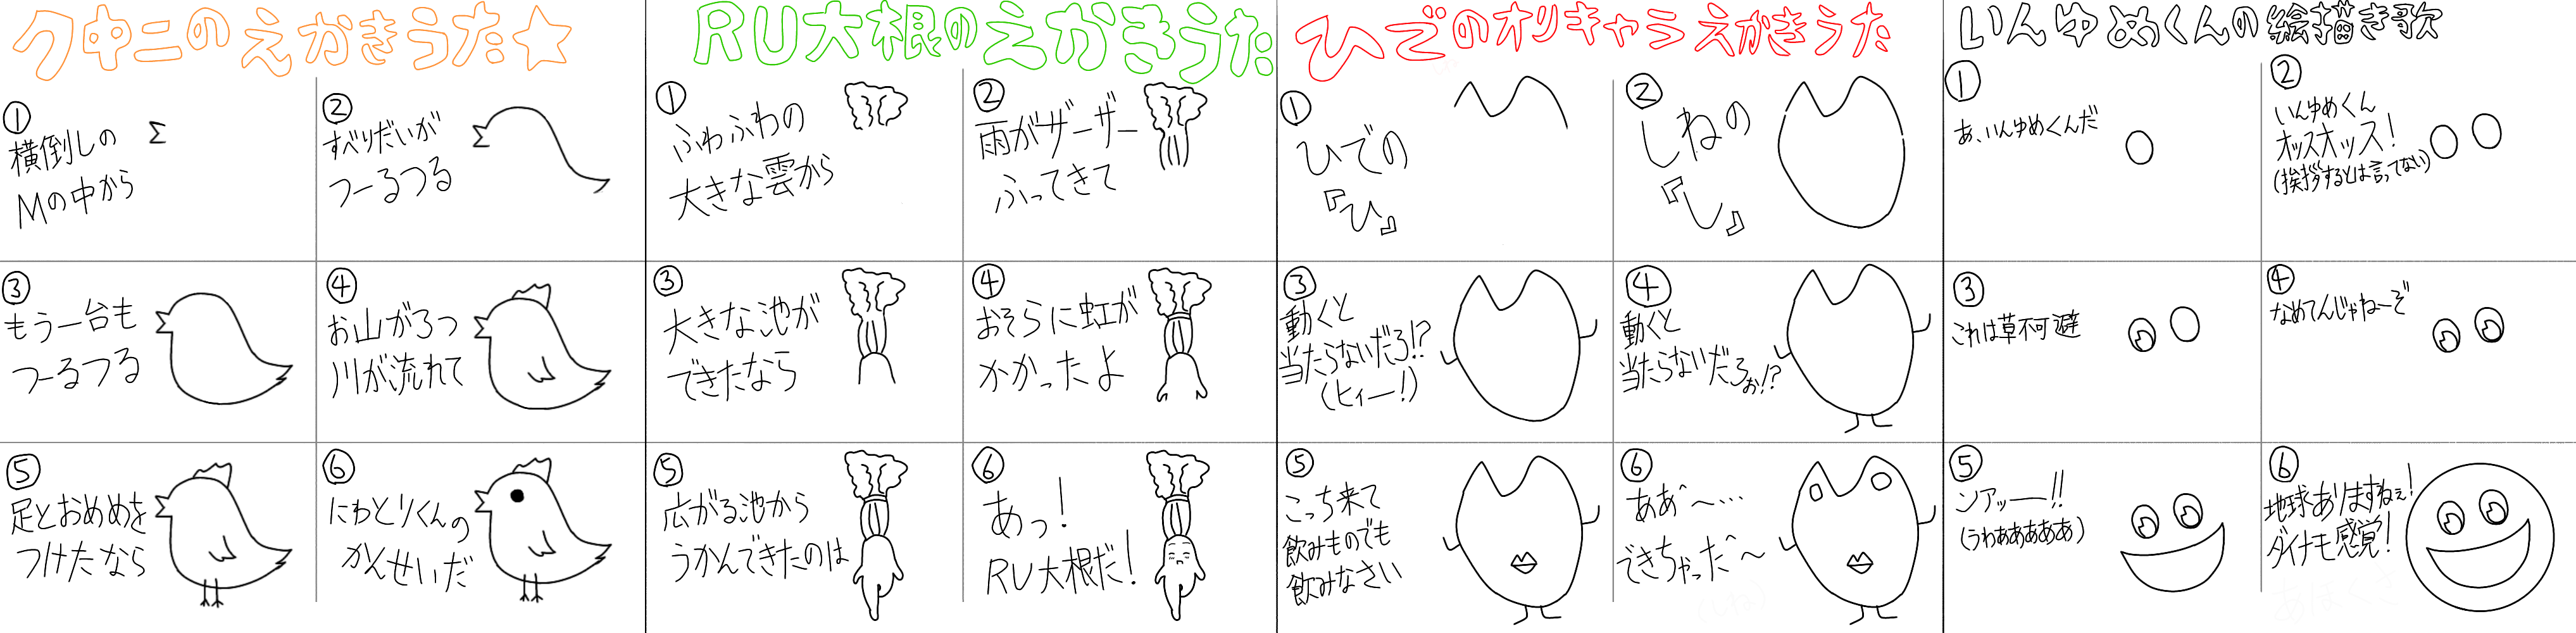 クヰニのえかきうた☆
①
横倒しの
Mの中から
②
すべりだいが
つーるつる
③
もう一台も
つーるつる
④
お山が3つ
川が流れて
⑤
足とおめめを
つけたなら
⑥
にわとりくんの
かんせいだ
RU大根のえかきうた
①
ふわふわの
大きな雲から
②
雨がザーザー
ふってきて
③
大きな池が
できたなら
④
おそらに虹が
かかったよ
⑤
広がる池から
うかんできたのは
⑥
あっ!
RU大根だ!
ひでのオリキャラえかきうた
①
ひでの
『ひ』
②
しねの
『し』
③
動くと
当たらないだろ!?
(ヒィー!)
④
動くと
当たらないだろぉ!?
⑤
こっち来て
飲みものでも
飲みなさい
⑥
ああ^〜…
できちゃった^〜
いんゆめくんの絵描き歌
①
あ、いんゆめくんだ
②
いんゆめくん
オッスオッス!
(挨拶するとは言ってない)
③
これは草不可避
④
なめてんじゃねーぞ
⑤
ンアッー!!
(うわあああああ)
⑥
地球ありますねぇ!
ダイナモ感覚!